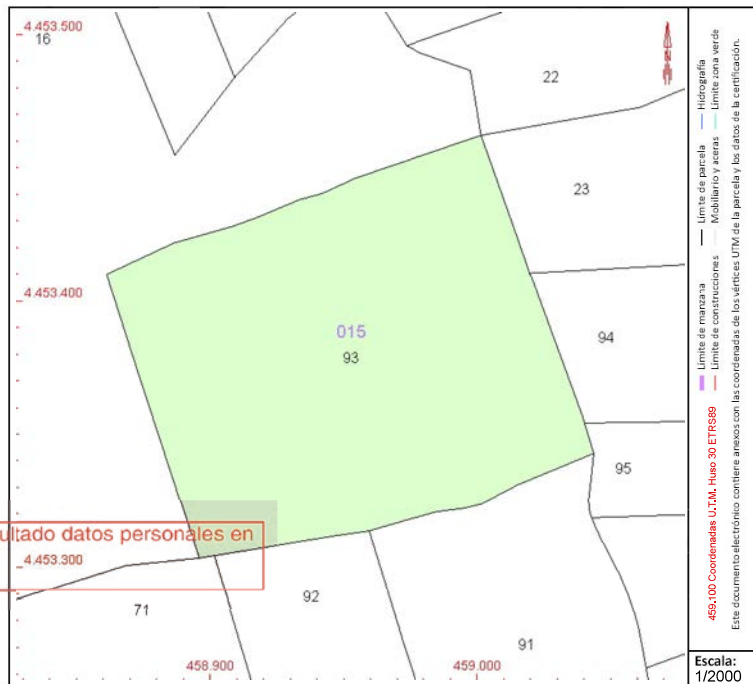 4.453.500
16
22
23
4.453.400
015
93
94
95
ultado datos personales en
4.453.300
71
92
91
458.900
459.000
N
459.100 Coordenadas U.T.M. Huso 30 ETRS89
Límite de manzana
Límite de parcela
Hidrografía
Límite de construcciones
Mobiliario y aceras
Límite zona verde
Este documento electrónico contiene anexos con las coordenadas de los vértices UTM de la parcela y los datos de la certificación.
Escala:
1/2000